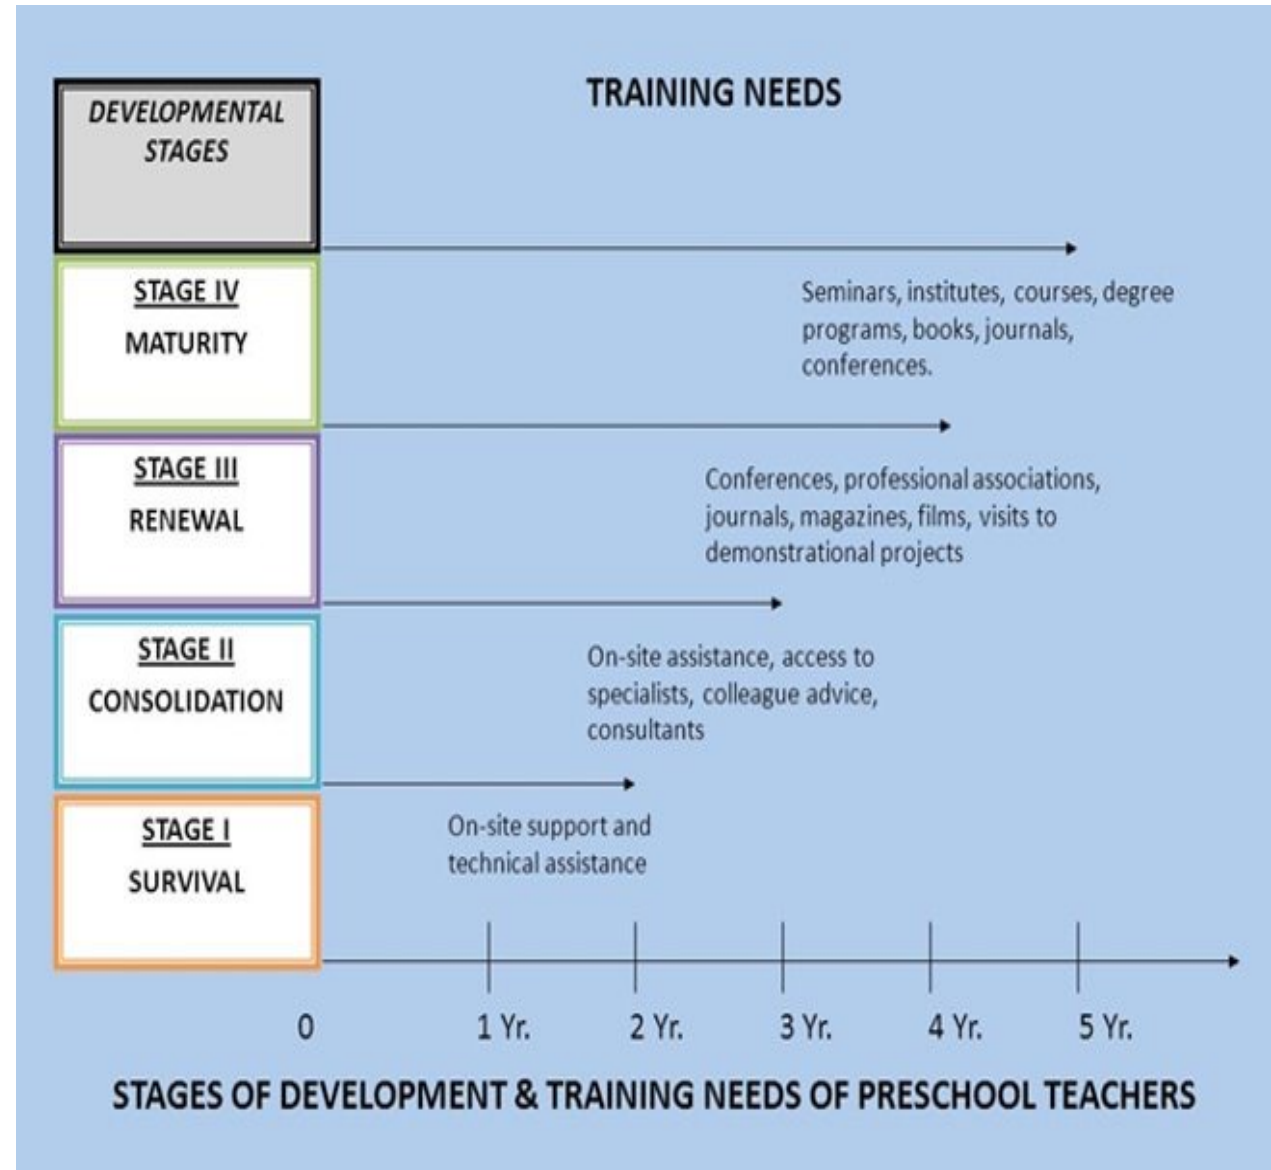 TRAINING NEEDS
DEVELOPMENTAL
STAGES
STAGE IV
MATURITY
Seminars, institutes, courses, degree
programs, books, journals,
conferences.
STAGE III
RENEWAL
Conferences, professional associations,
journals, magazines, films, visits to
demonstrational projects
STAGE II
CONSOLIDATION
On-site assistance, access to
specialists, colleague advice,
consultants
STAGE I
SURVIVAL
On-site support and
technical assistance
0 1 Yr. 2 Yr. 3 Yr. 4 Yr. 5 Yr.
STAGES OF DEVELOPMENT & TRAINING NEEDS OF PRESCHOOL TEACHERS